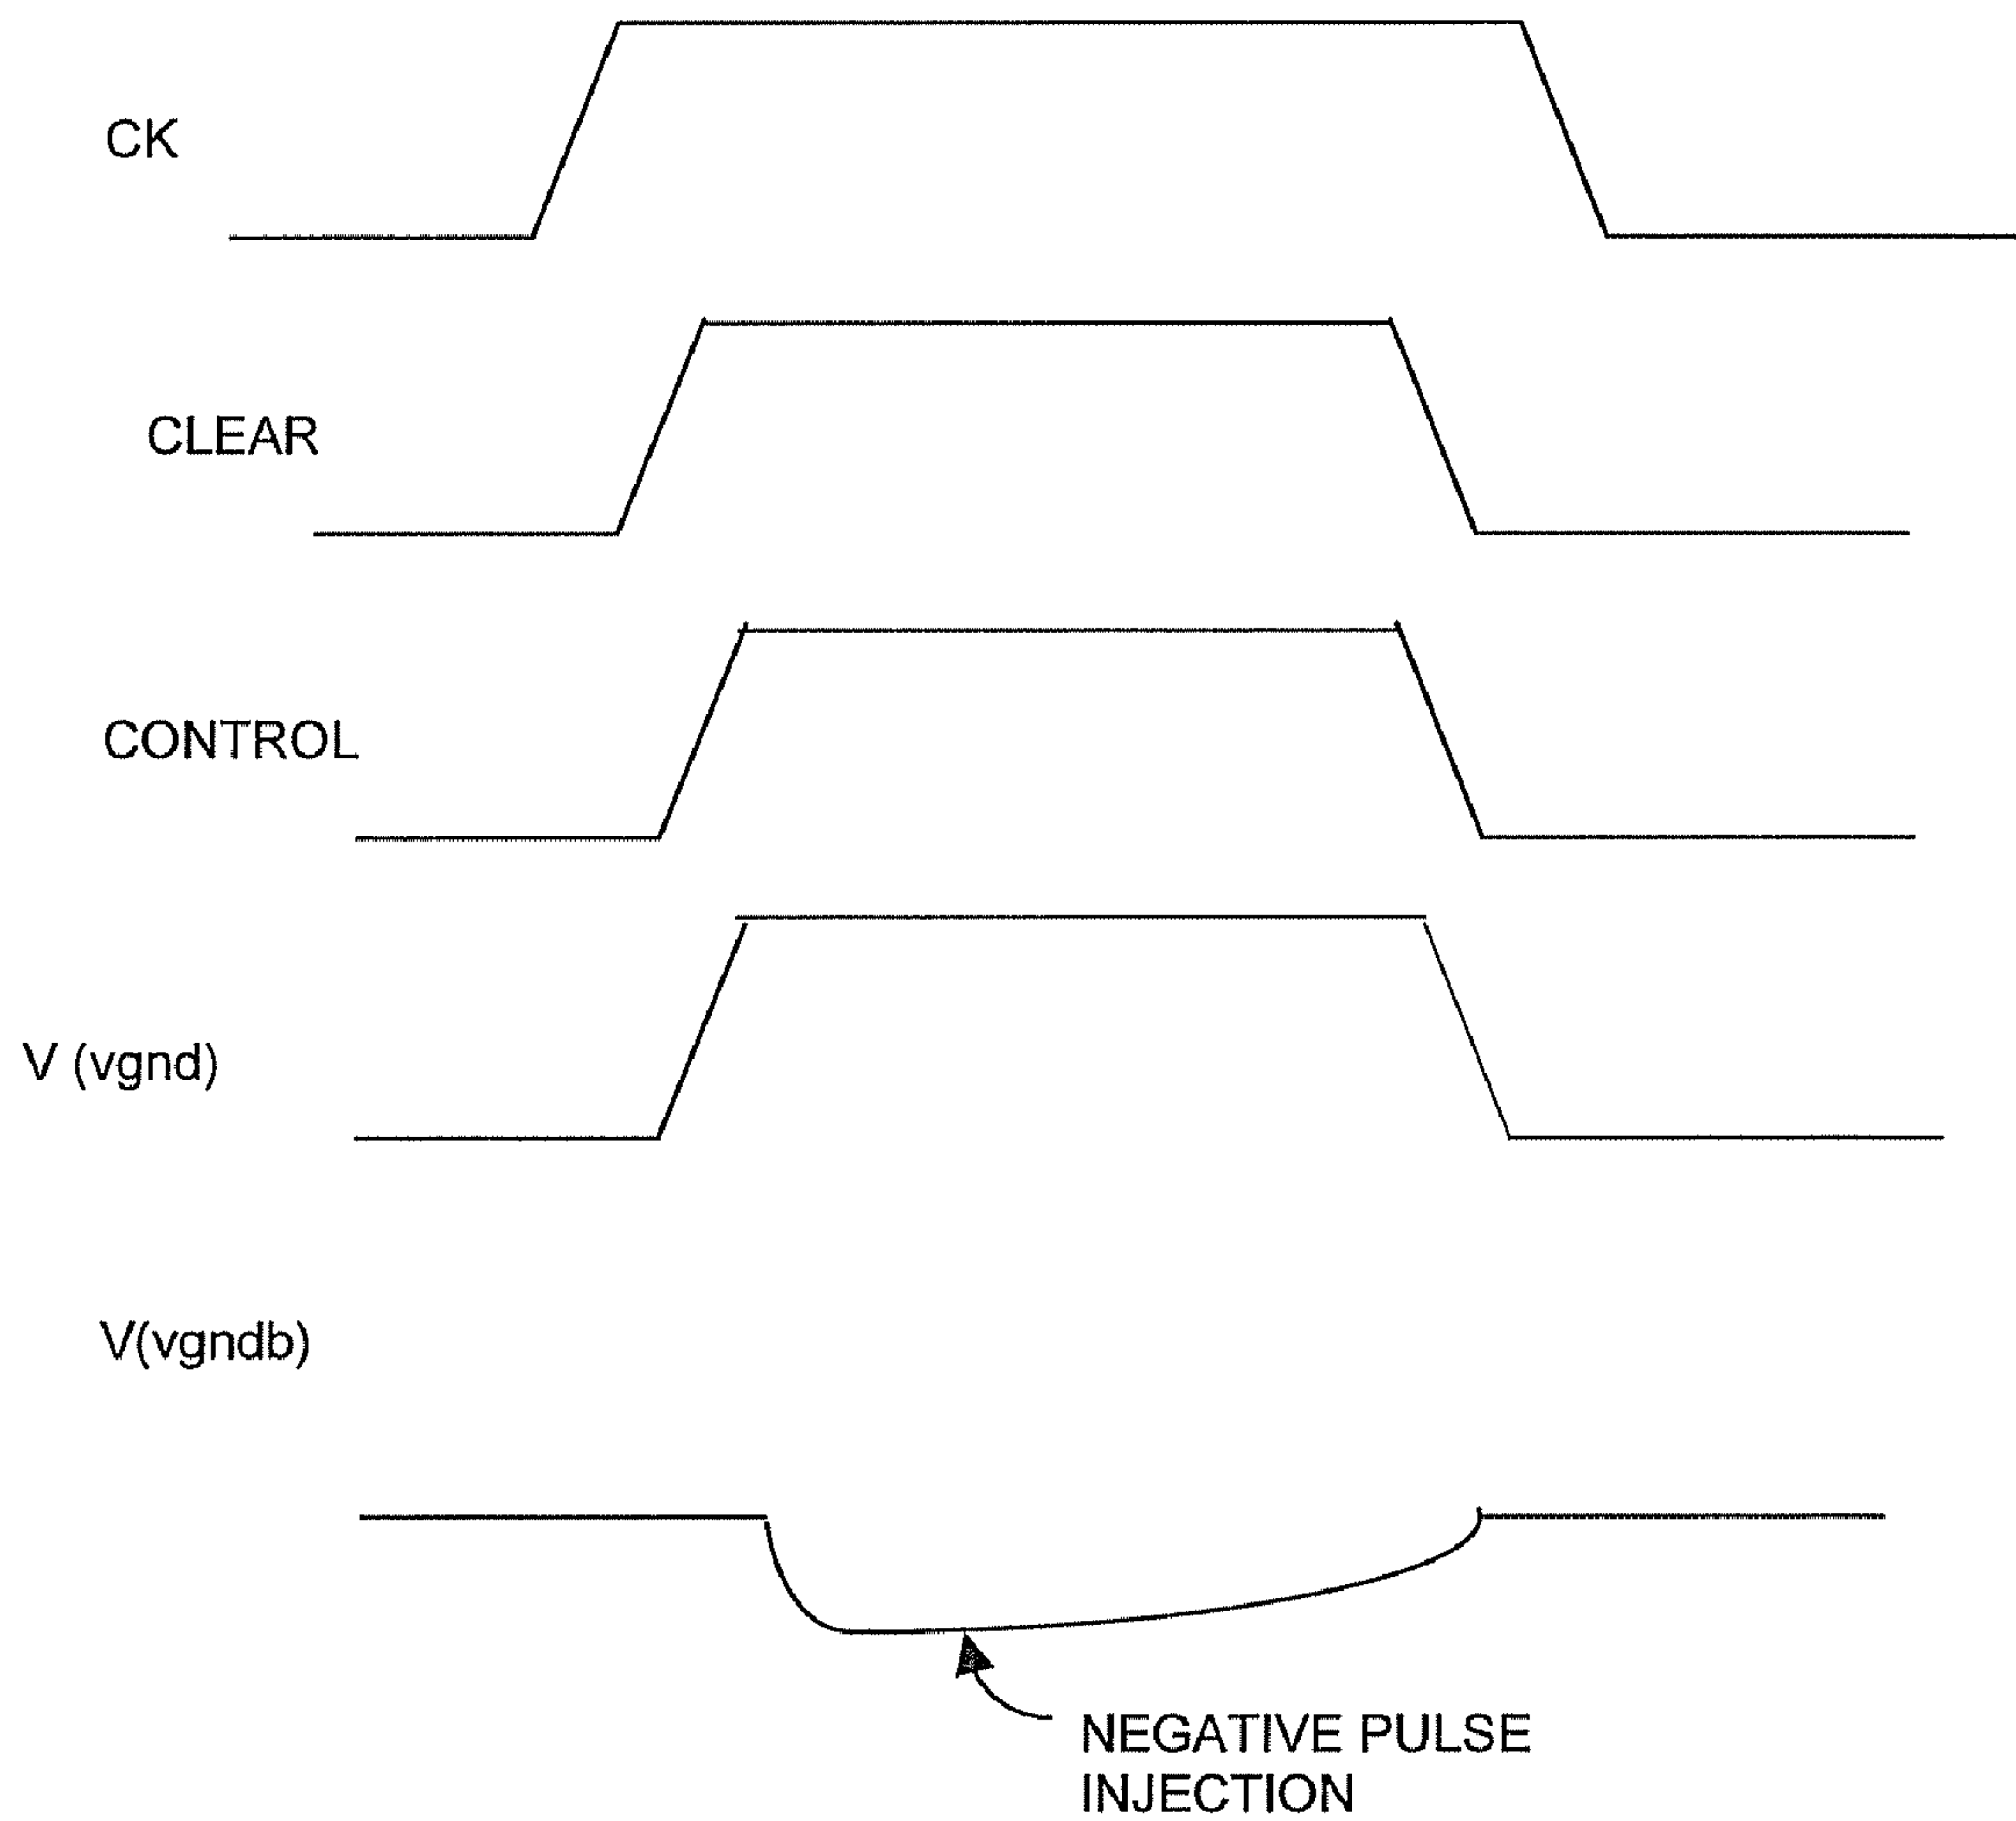 CK
CLEAR
CONTROL
V (vgnd)
V(vgndb)
NEGATIVE PULSE
INJECTION